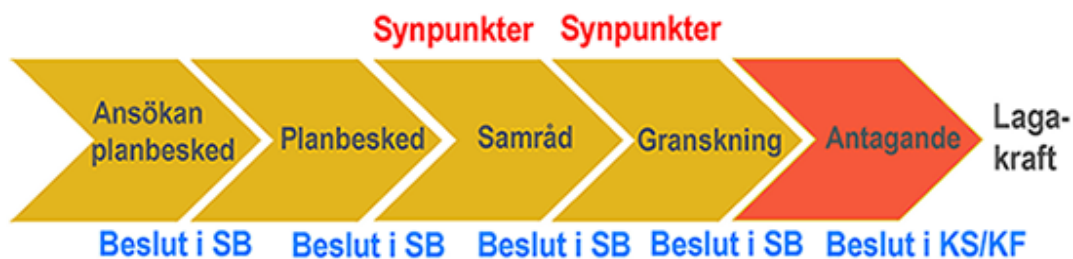 Synpunkter Synpunkter
Ansökan
planbesked
Planbesked
Samråd
Granskning
Antagande
Laga-
kraft
Beslut i SB Beslut i SB Beslut i SB Beslut i SB Beslut i KS/KF